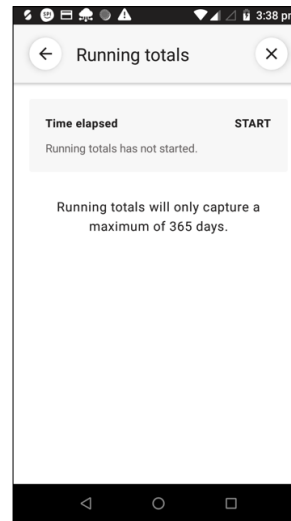 3:38 pm
Running totals
Time elapsed START
Running totals has not started.
Running totals will only capture a
maximum of 365 days.